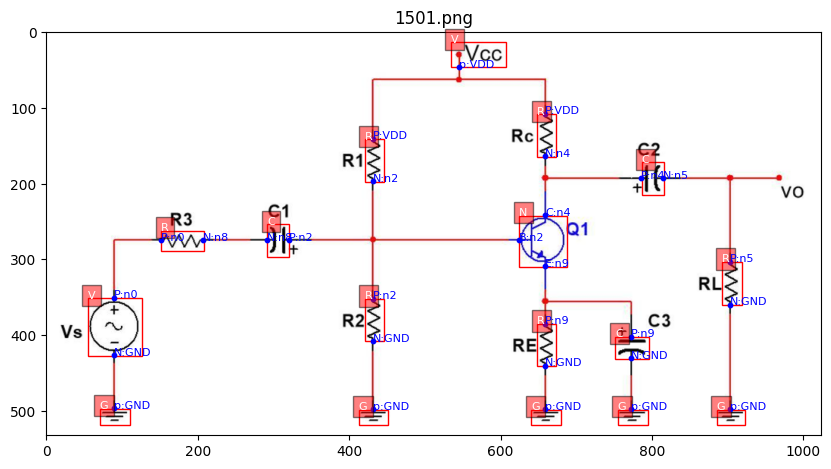 1501.png
0
V
VCC
p:VDD
100
R
P:VDD
R
P:VDD
Rc
R1
N:n4
C
C2
N:n2
P:n4
N:n5
+
200
VO
R
R3
C
C1
N
C:n4
Q1
P:n0
N:n8
N:n8
P:n2
B:n2
+
300
V
P:n0
R
P:n2
N:n9
R
P:n5
RL
+
Vs
−
R2
R
P:n9
RE
C
+
C3
P:n9
N:GND
N:GND
400
N:GND
N:GND
N:GND
500
G
p:GND
G
p:GND
G
p:GND
G
p:GND
G
p:GND
0
200
400
600
800
1000